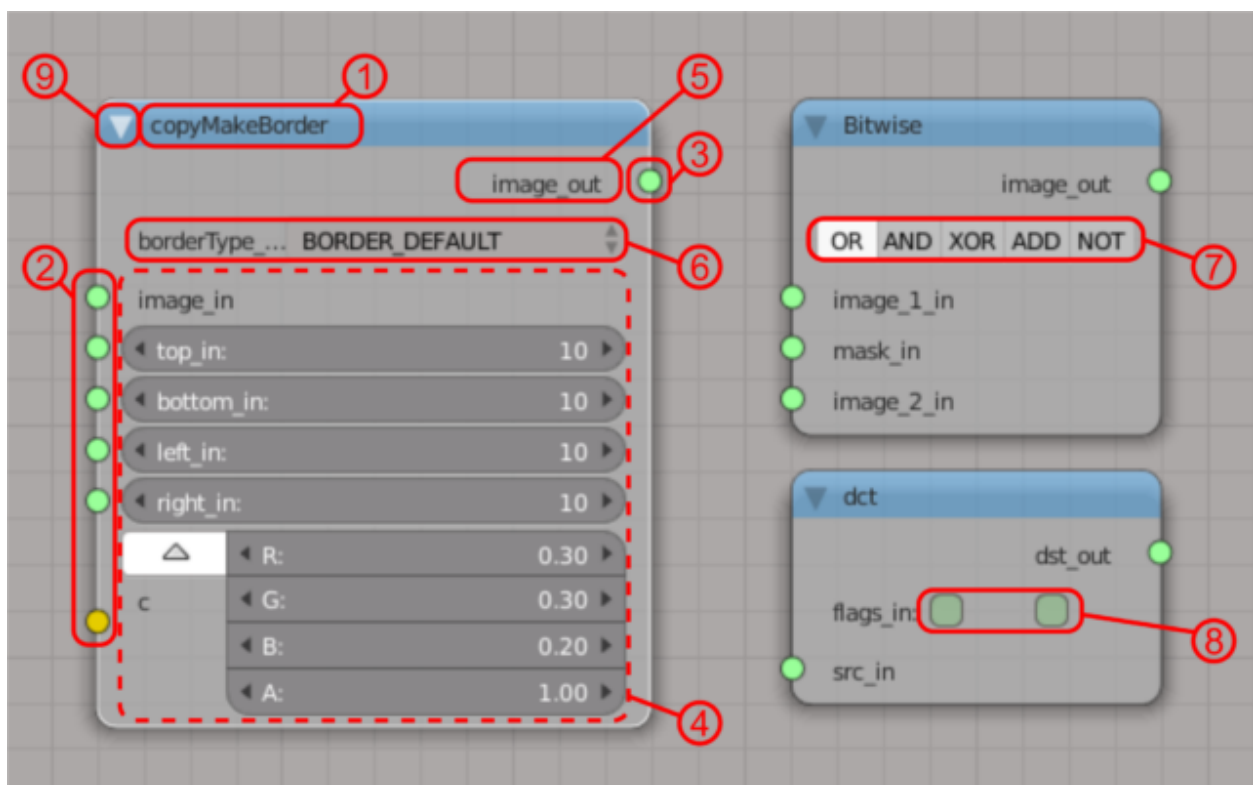 9
1
5
copyMakeBorder
3
image_out
borderType_... BORDER_DEFAULT
6
2
image_in
top_in: 10
bottom_in: 10
left_in: 10
right_in: 10
R: 0.30
c
G: 0.30
B: 0.20
A: 1.00
4
Bitwise
image_out
OR AND XOR ADD NOT
7
image_1_in
mask_in
image_2_in
dct
dst_out
flags_in:
8
src_in